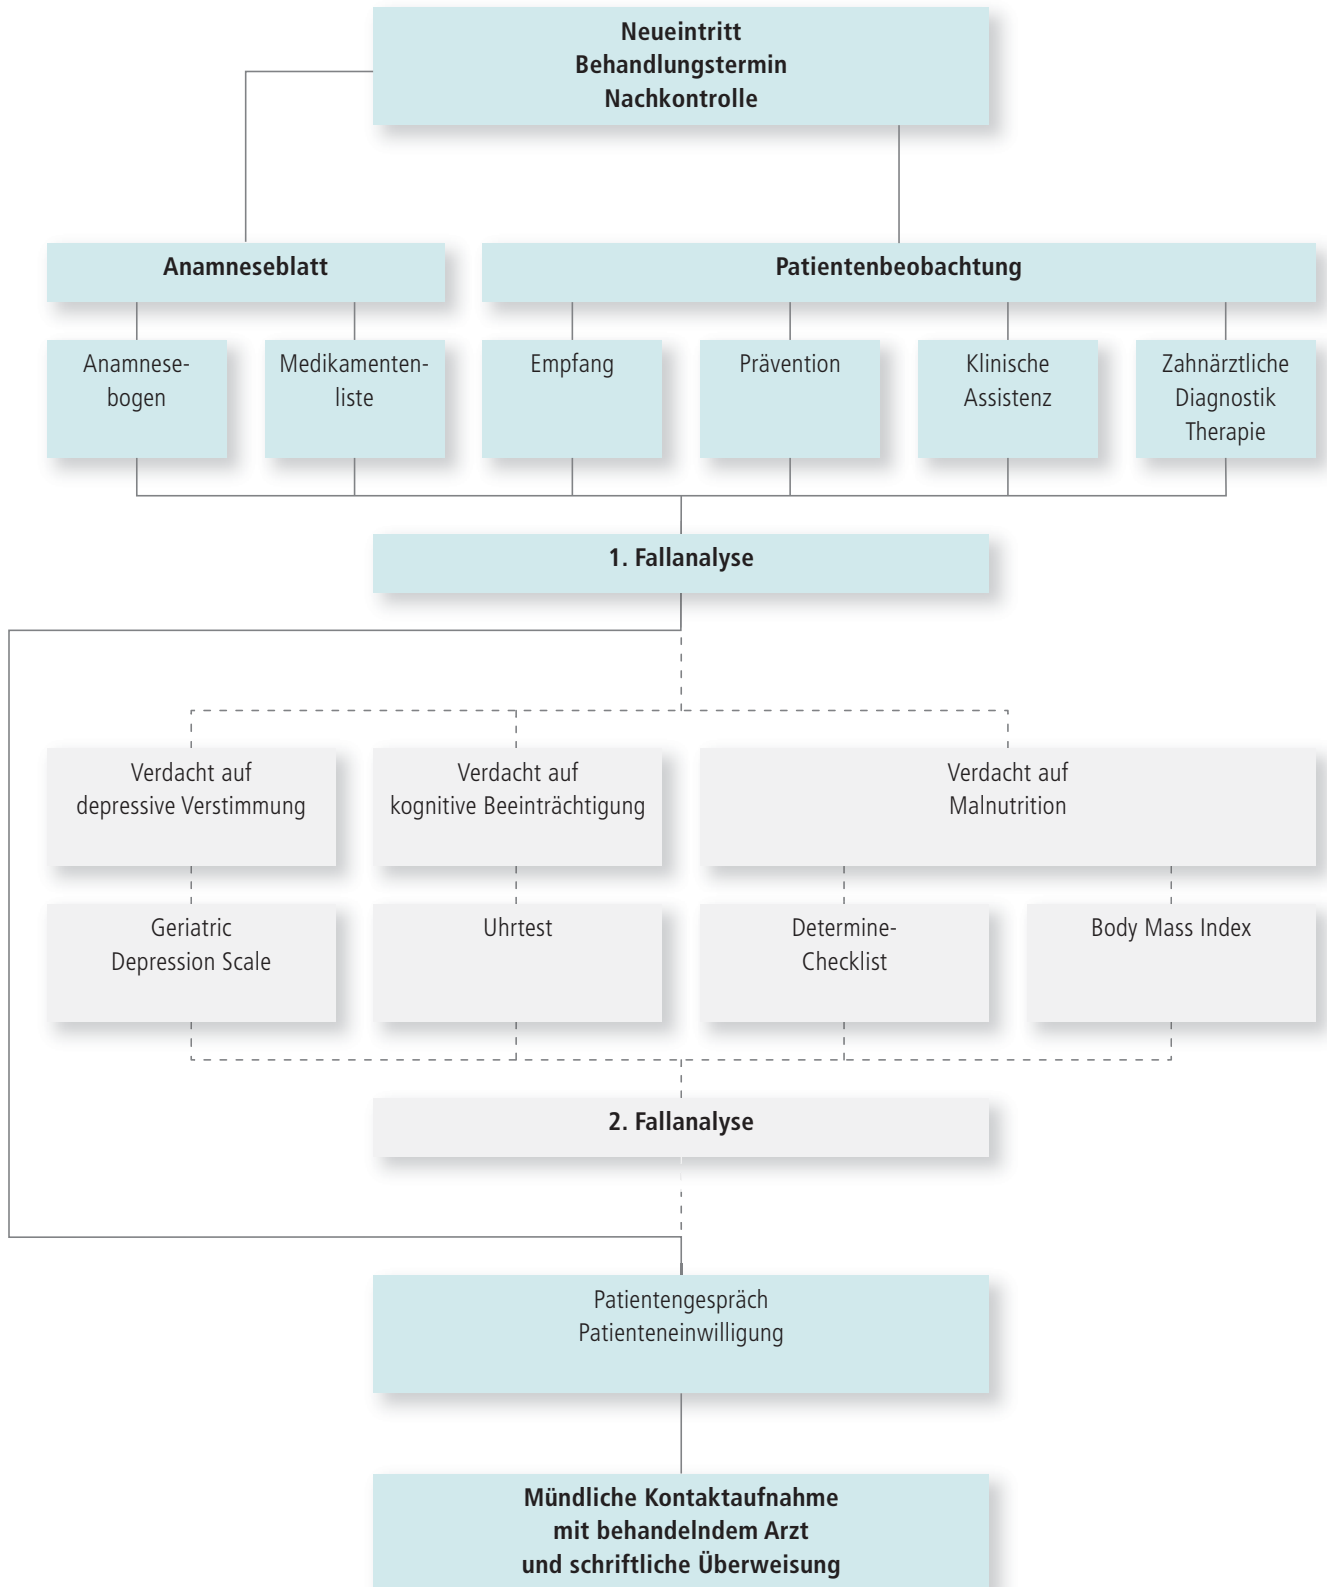 Neueintritt
Behandlungstermin
Nachkontrolle
Anamneseblatt
Patientenbeobachtung
Anamnese-
bogen
Medikamenten-
liste
Empfang
Prävention
Klinische
Assistenz
Zahnärztliche
Diagnostik
Therapie
1. Fallanalyse
Verdacht auf
depressive Verstimmung
Verdacht auf
kognitive Beeinträchtigung
Verdacht auf
Malnutrition
Geriatric
Depression Scale
Uhrtest
Determine-
Checklist
Body Mass Index
2. Fallanalyse
Patientengespräch
Patienteneinwilligung
Mündliche Kontaktaufnahme
mit behandelndem Arzt
und schriftliche Überweisung